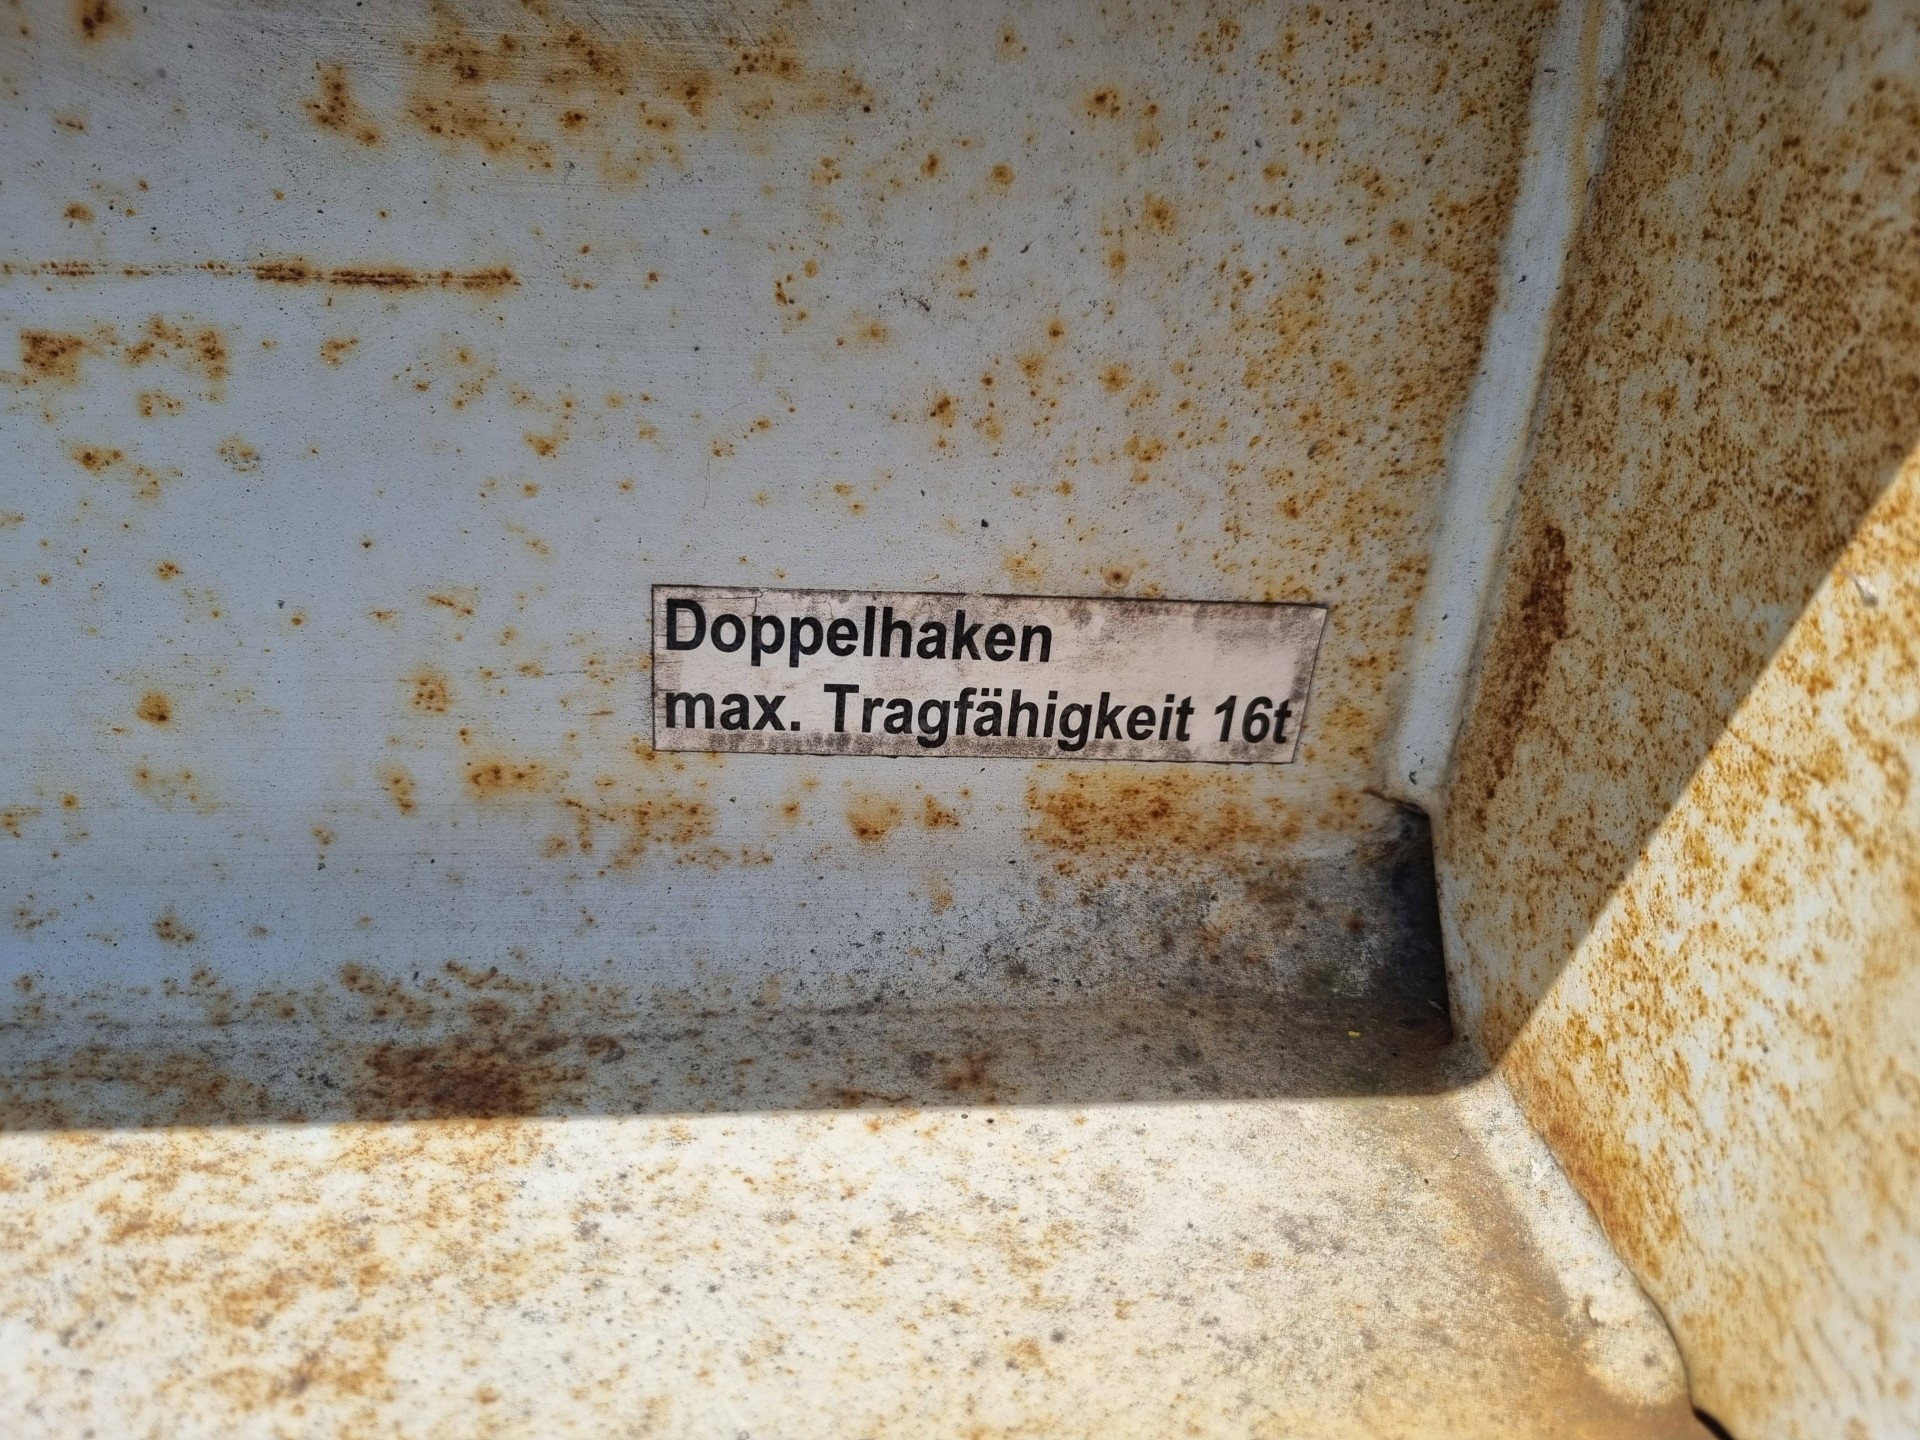 Doppelhaken
max. Tragfähigkeit 16t